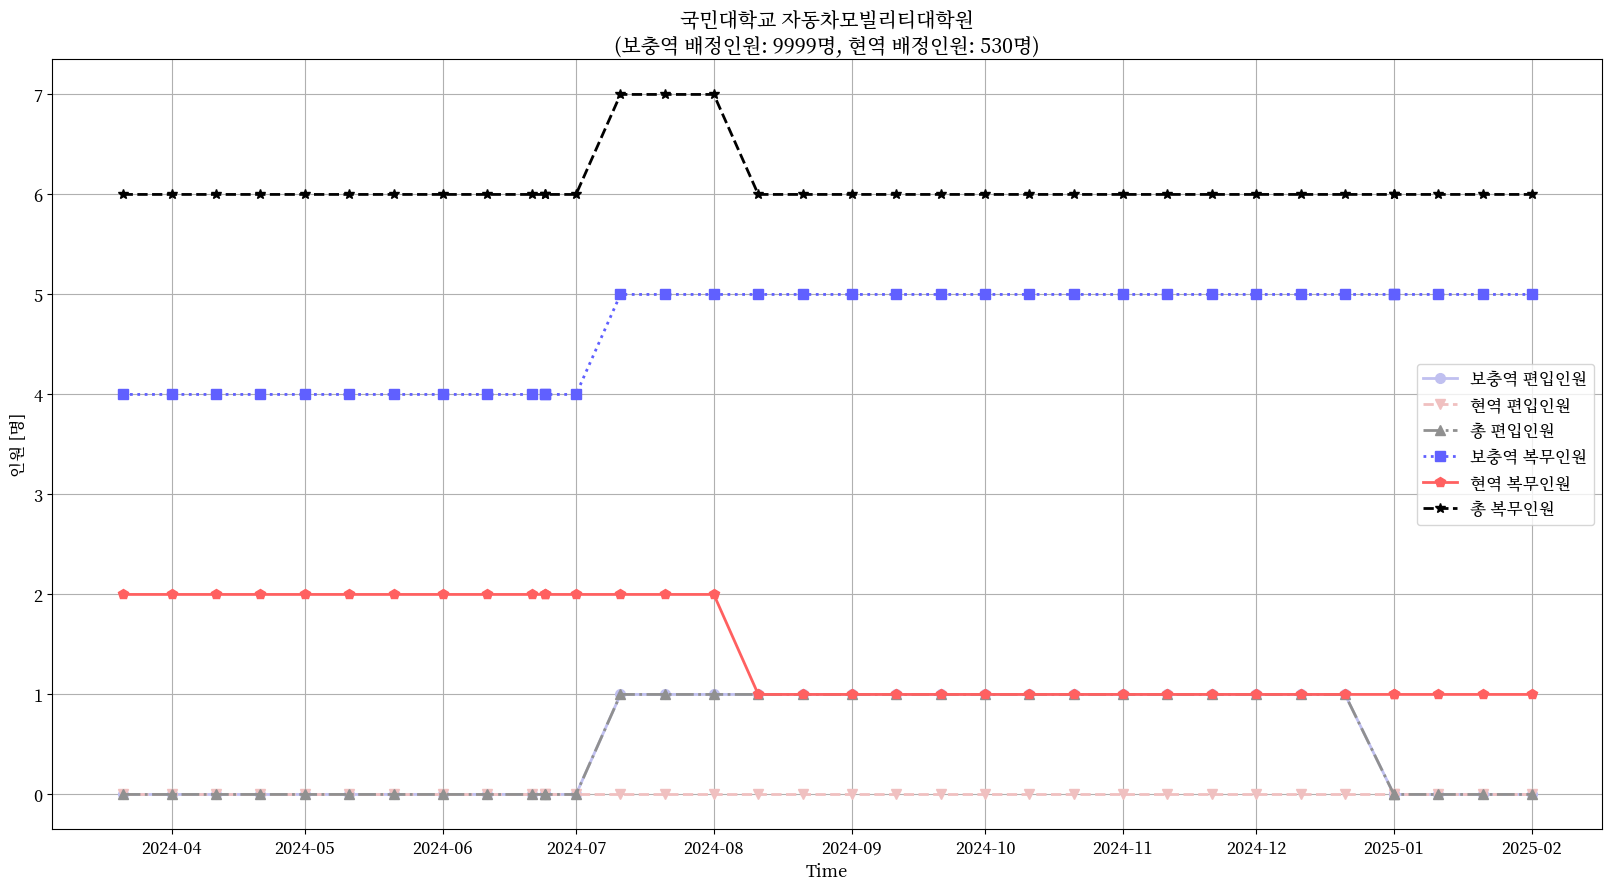 국민대학교 자동차모빌리티대학원
(보충역 배정인원: 9999명, 현역 배정인원: 530명)
7
6
5
4
3
2
1
0
인원 [명]
보충역 편입인원
현역 편입인원
총 편입인원
보충역 복무인원
현역 복무인원
총 복무인원
2024-04 2024-05 2024-06 2024-07 2024-08 2024-09 2024-10 2024-11 2024-12 2025-01 2025-02
Time